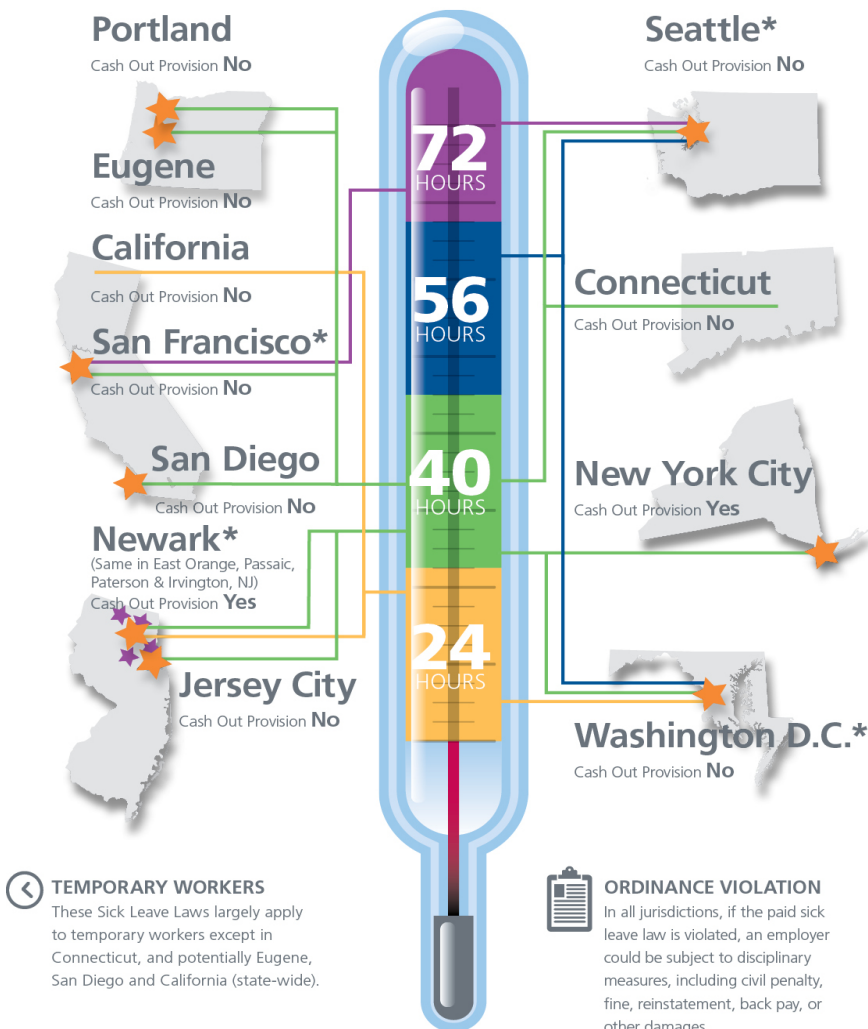 Portland
Cash Out Provision No
Eugene
Cash Out Provision No
California
Cash Out Provision No
San Francisco*
Cash Out Provision No
San Diego
Cash Out Provision No
Newark*
(Same in East Orange, Passaic,
Paterson & Irvington, NJ)
Cash Out Provision Yes
Jersey City
Cash Out Provision No
72
HOURS
56
HOURS
40
HOURS
24
HOURS
Seattle*
Cash Out Provision No
Connecticut
Cash Out Provision No
New York City
Cash Out Provision Yes
Washington D.C.*
Cash Out Provision No
TEMPORARY WORKERS
These Sick Leave Laws largely apply
to temporary workers except in
Connecticut, and potentially Eugene,
San Diego and California (state-wide).
ORDINANCE VIOLATION
In all jurisdictions, if the paid sick
leave law is violated, an employer
could be subject to disciplinary
measures, including civil penalty,
fine, reinstatement, back pay, or
other damages